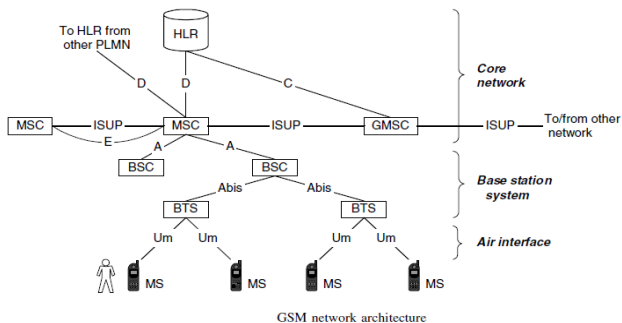 To HLR from
other PLMN
HLR
D
D
C
Core
network
MSC
ISUP
MSC
ISUP
GMSC
ISUP
To/from other
network
E
A
A
BSC
BSC
Base station
system
Abis
Abis
BTS
BTS
Um
Um
Um
Um
Air interface
MS
MS
MS
MS
GSM network architecture